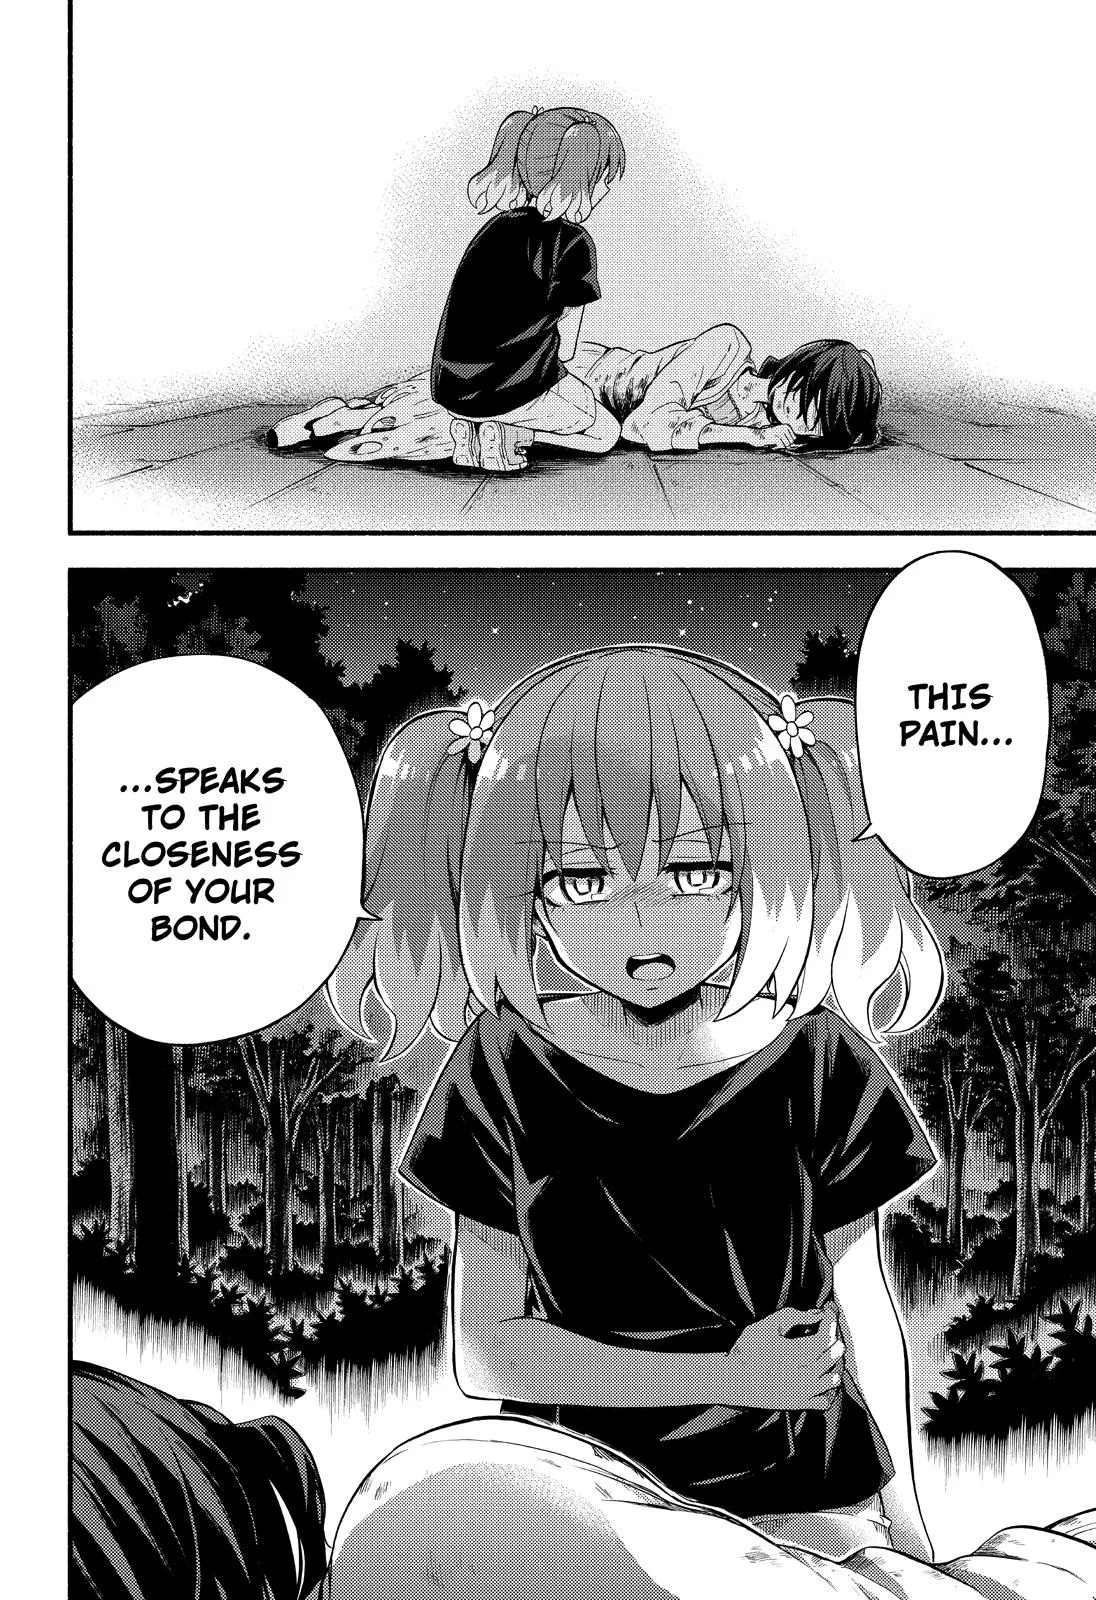 THIS
PAIN...
...SPEAKS
TO THE
CLOSENESS
OF YOUR
BOND.